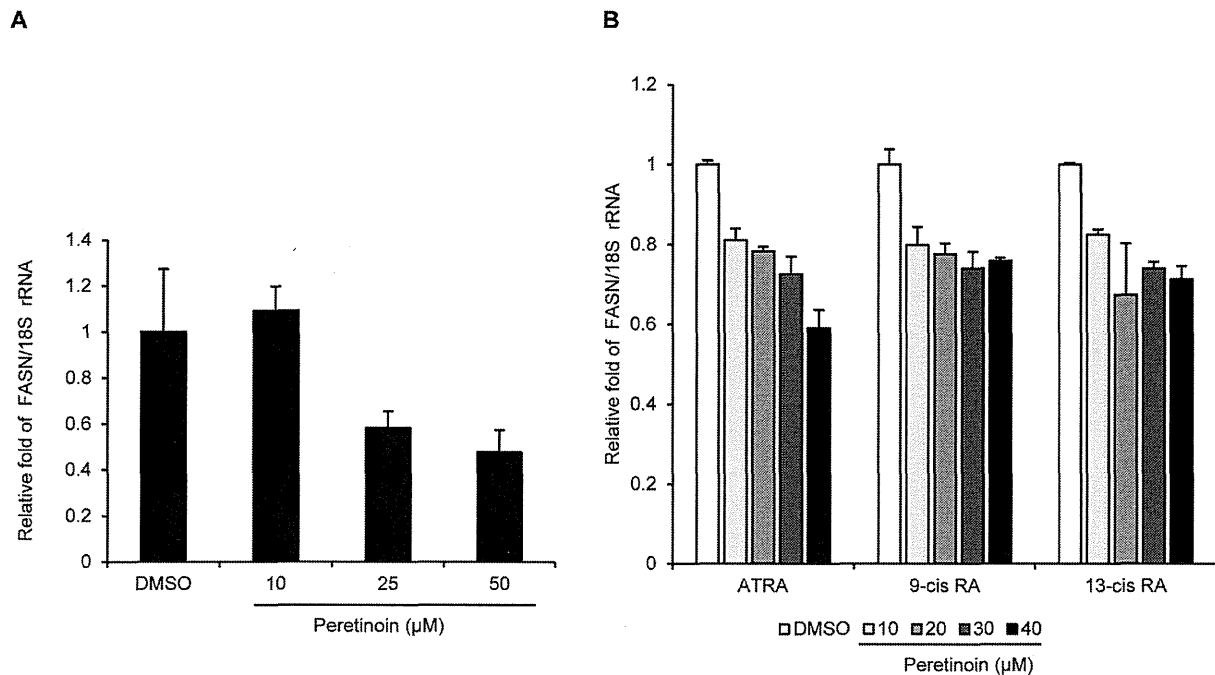 A
Relative fold of FASN/18S rRNA
1.4
1.2
1
0.8
0.6
0.4
0.2
0
DMSO 10 25 50
Peretinoin (μM)
B
Relative fold of FASN/18S rRNA
1.2
1
0.8
0.6
0.4
0.2
0
ATRA 9-cis RA 13-cis RA
DMSO 10 20 30 40
Peretinoin (μM)